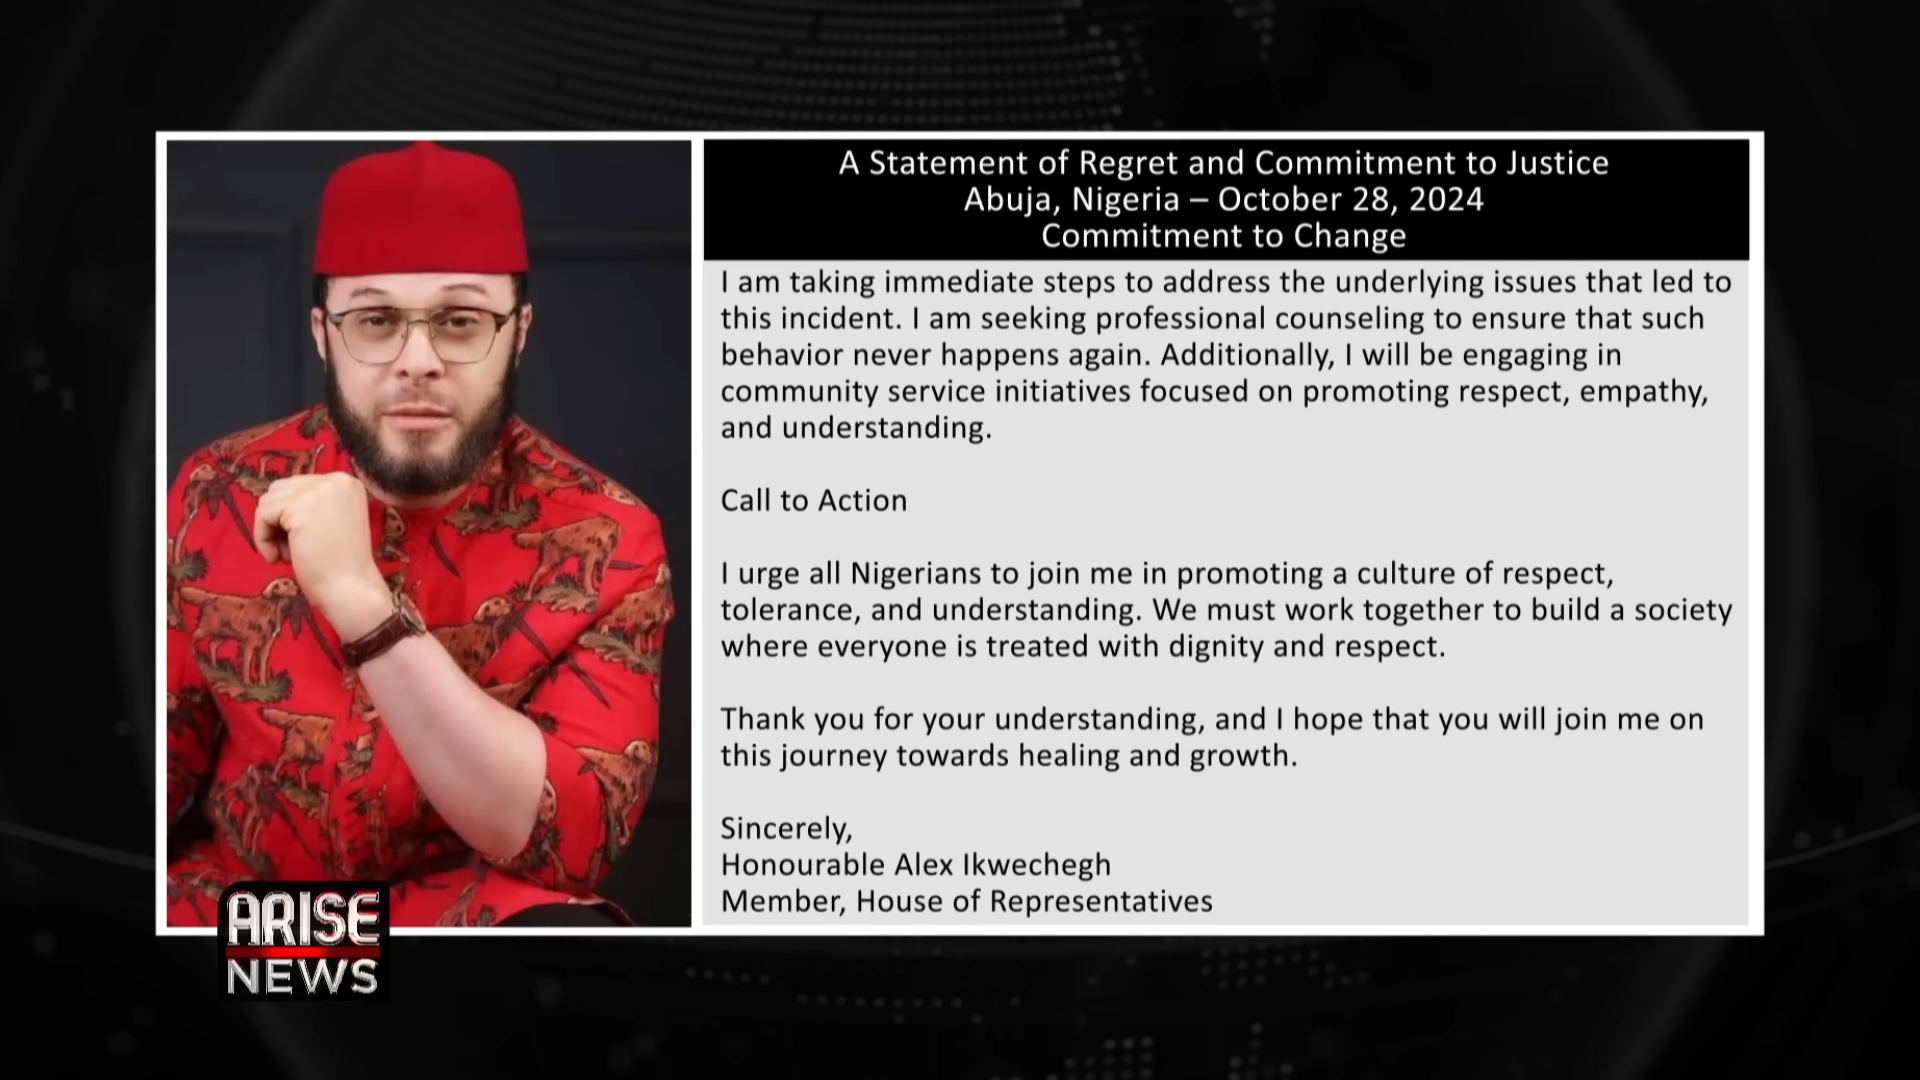 A Statement of Regret and Commitment to Justice
Abuja, Nigeria – October 28, 2024
Commitment to Change
I am taking immediate steps to address the underlying issues that led to
this incident. I am seeking professional counseling to ensure that such
behavior never happens again. Additionally, I will be engaging in
community service initiatives focused on promoting respect, empathy,
and understanding.
Call to Action
I urge all Nigerians to join me in promoting a culture of respect,
tolerance, and understanding. We must work together to build a society
where everyone is treated with dignity and respect.
Thank you for your understanding, and I hope that you will join me on
this journey towards healing and growth.
Sincerely,
Honourable Alex Ikwechegh
Member, House of Representatives
ARISE
NEWS